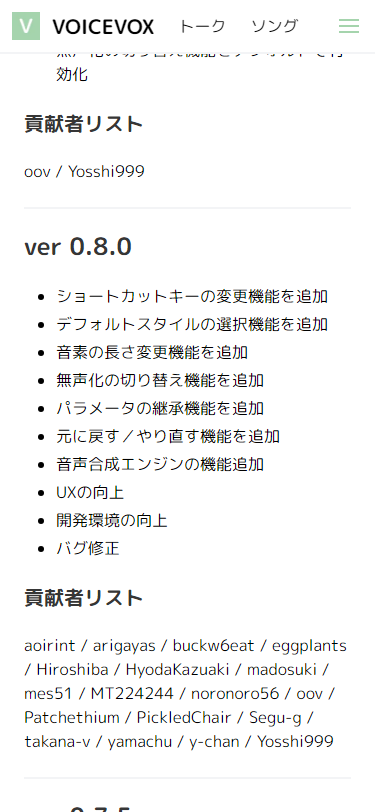 V VOICEVOX トーク ソング
効化
貢献者リスト
oov / Yosshi999
ver 0.8.0
ショートカットキーの変更機能を追加
デフォルトスタイルの選択機能を追加
音素の長さ変更機能を追加
無声化の切り替え機能を追加
パラメータの継承機能を追加
元に戻す／やり直す機能を追加
音声合成エンジンの機能追加
UXの向上
開発環境の向上
バグ修正
貢献者リスト
aoirint / arigayas / buckw6eat / eggplants
/ Hiroshiba / HyodaKazuaki / madosuki /
mes51 / MT224244 / noronoro56 / oov /
Patchethium / PickledChair / Segu-g /
takana-v / yamachu / y-chan / Yosshi999